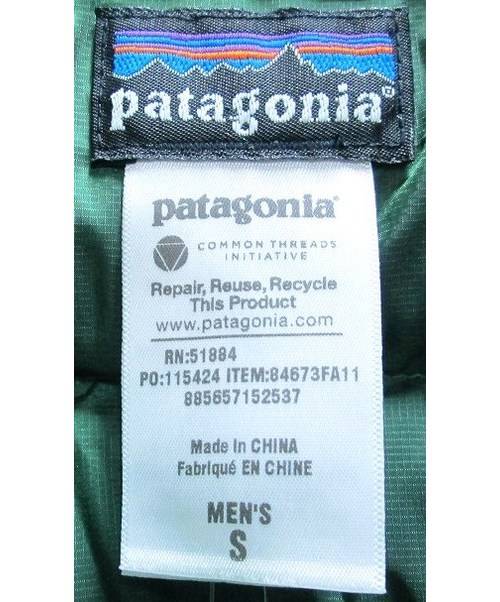 patagonia®
patagonia®
COMMON THREADS
INITIATIVE
Repair, Reuse, Recycle
This Product
www.patagonia.com
RN:51884
PO:115424 ITEM:84673FA11
885657152537
Made in CHINA
Fabriqué EN CHINE
MEN'S
S